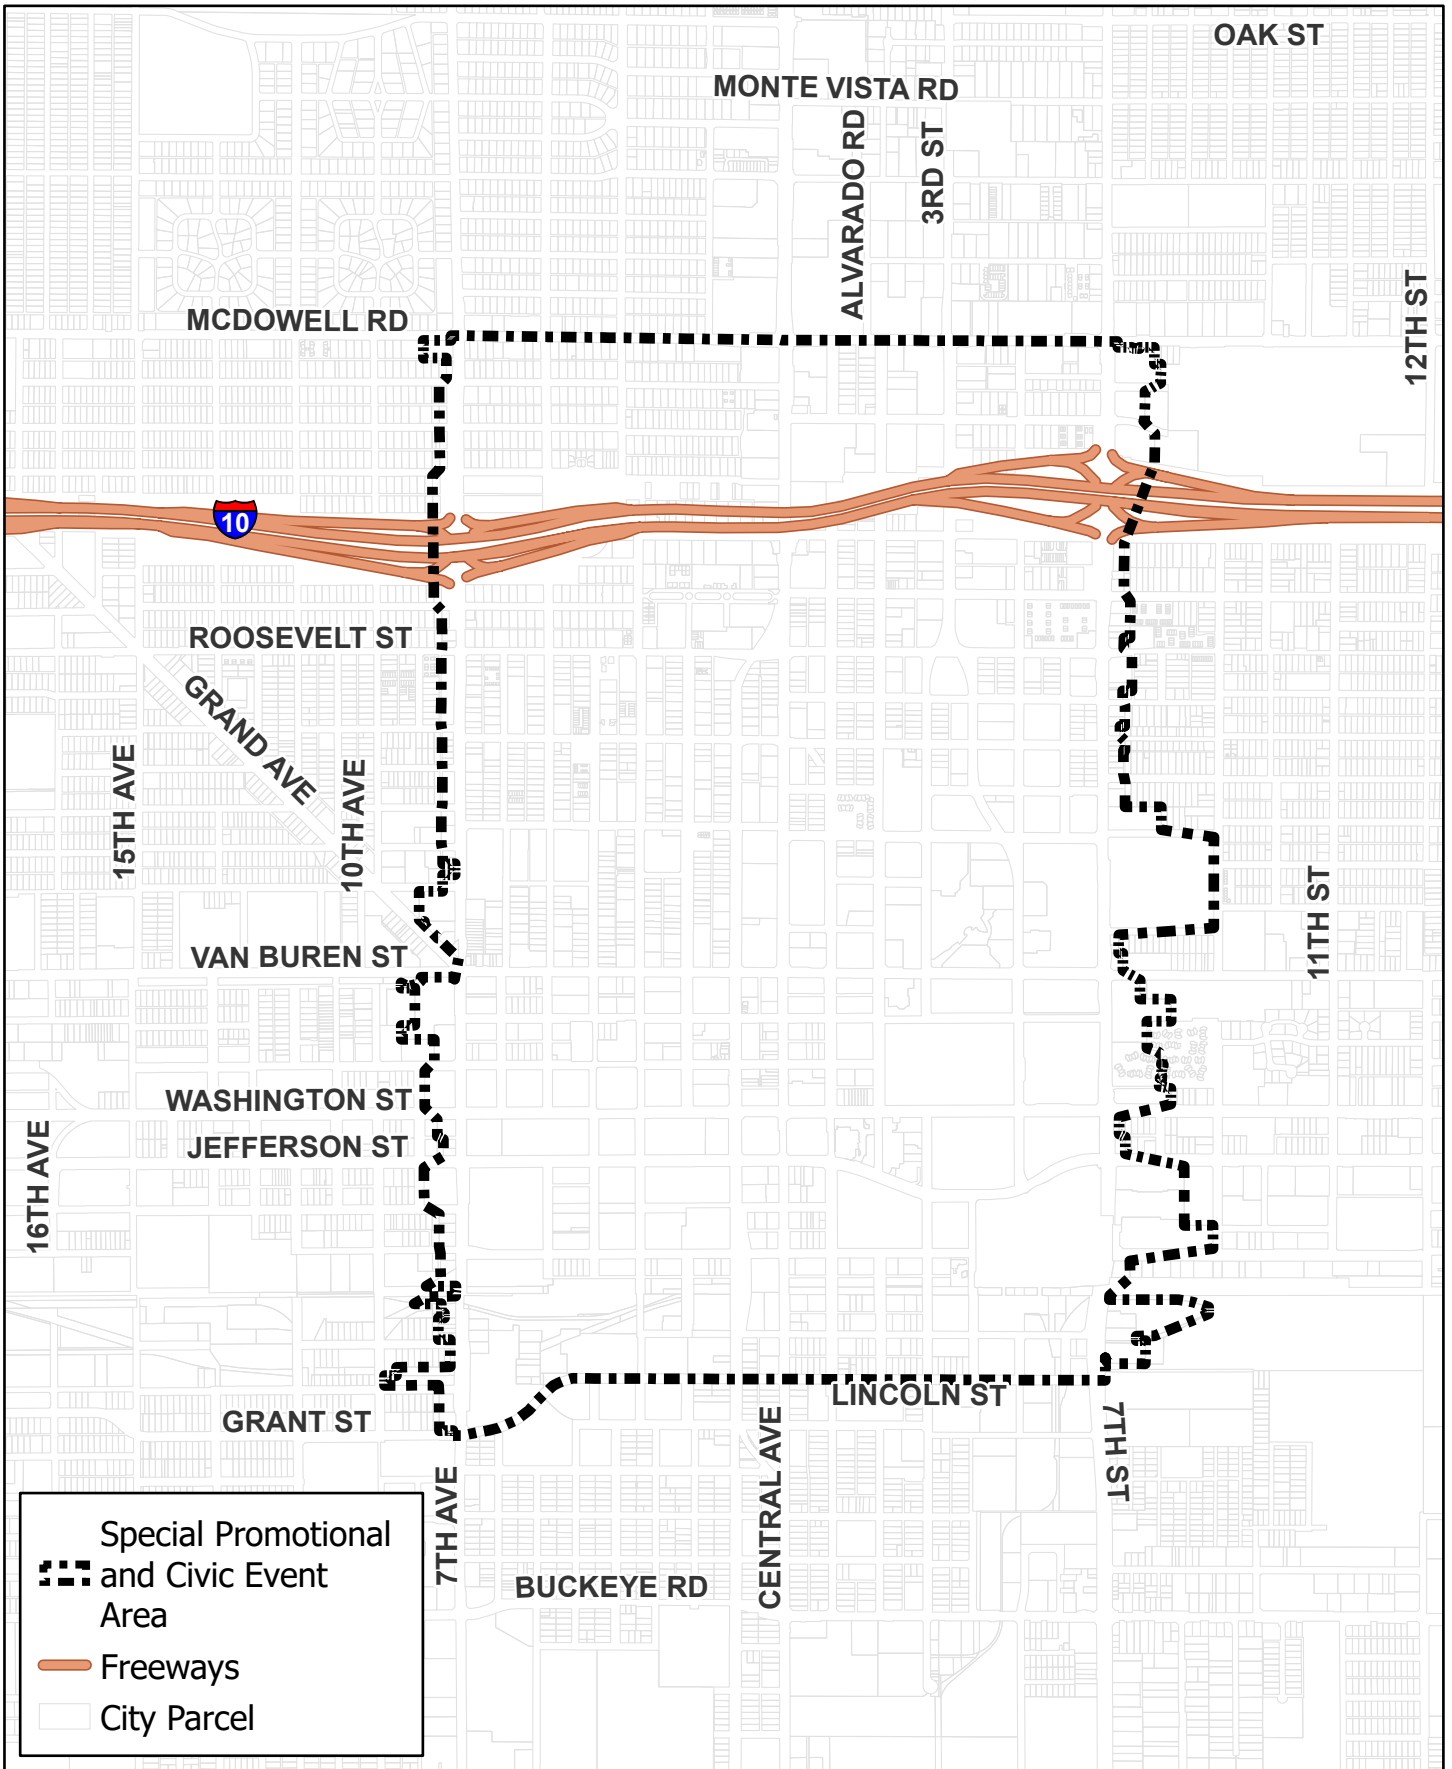 OAK ST
MONTE VISTA RD
ALVARADO RD
3RD ST
12TH ST
MCDOWELL RD
10
ROOSEVELT ST
GRAND AVE
15TH AVE
10TH AVE
11TH ST
VAN BUREN ST
WASHINGTON ST
JEFFERSON ST
16TH AVE
LINCOLN ST
GRANT ST
7TH AVE
CENTRAL AVE
7TH ST
BUCKEYE RD
Special Promotional
and Civic Event
Area
Freeways
City Parcel